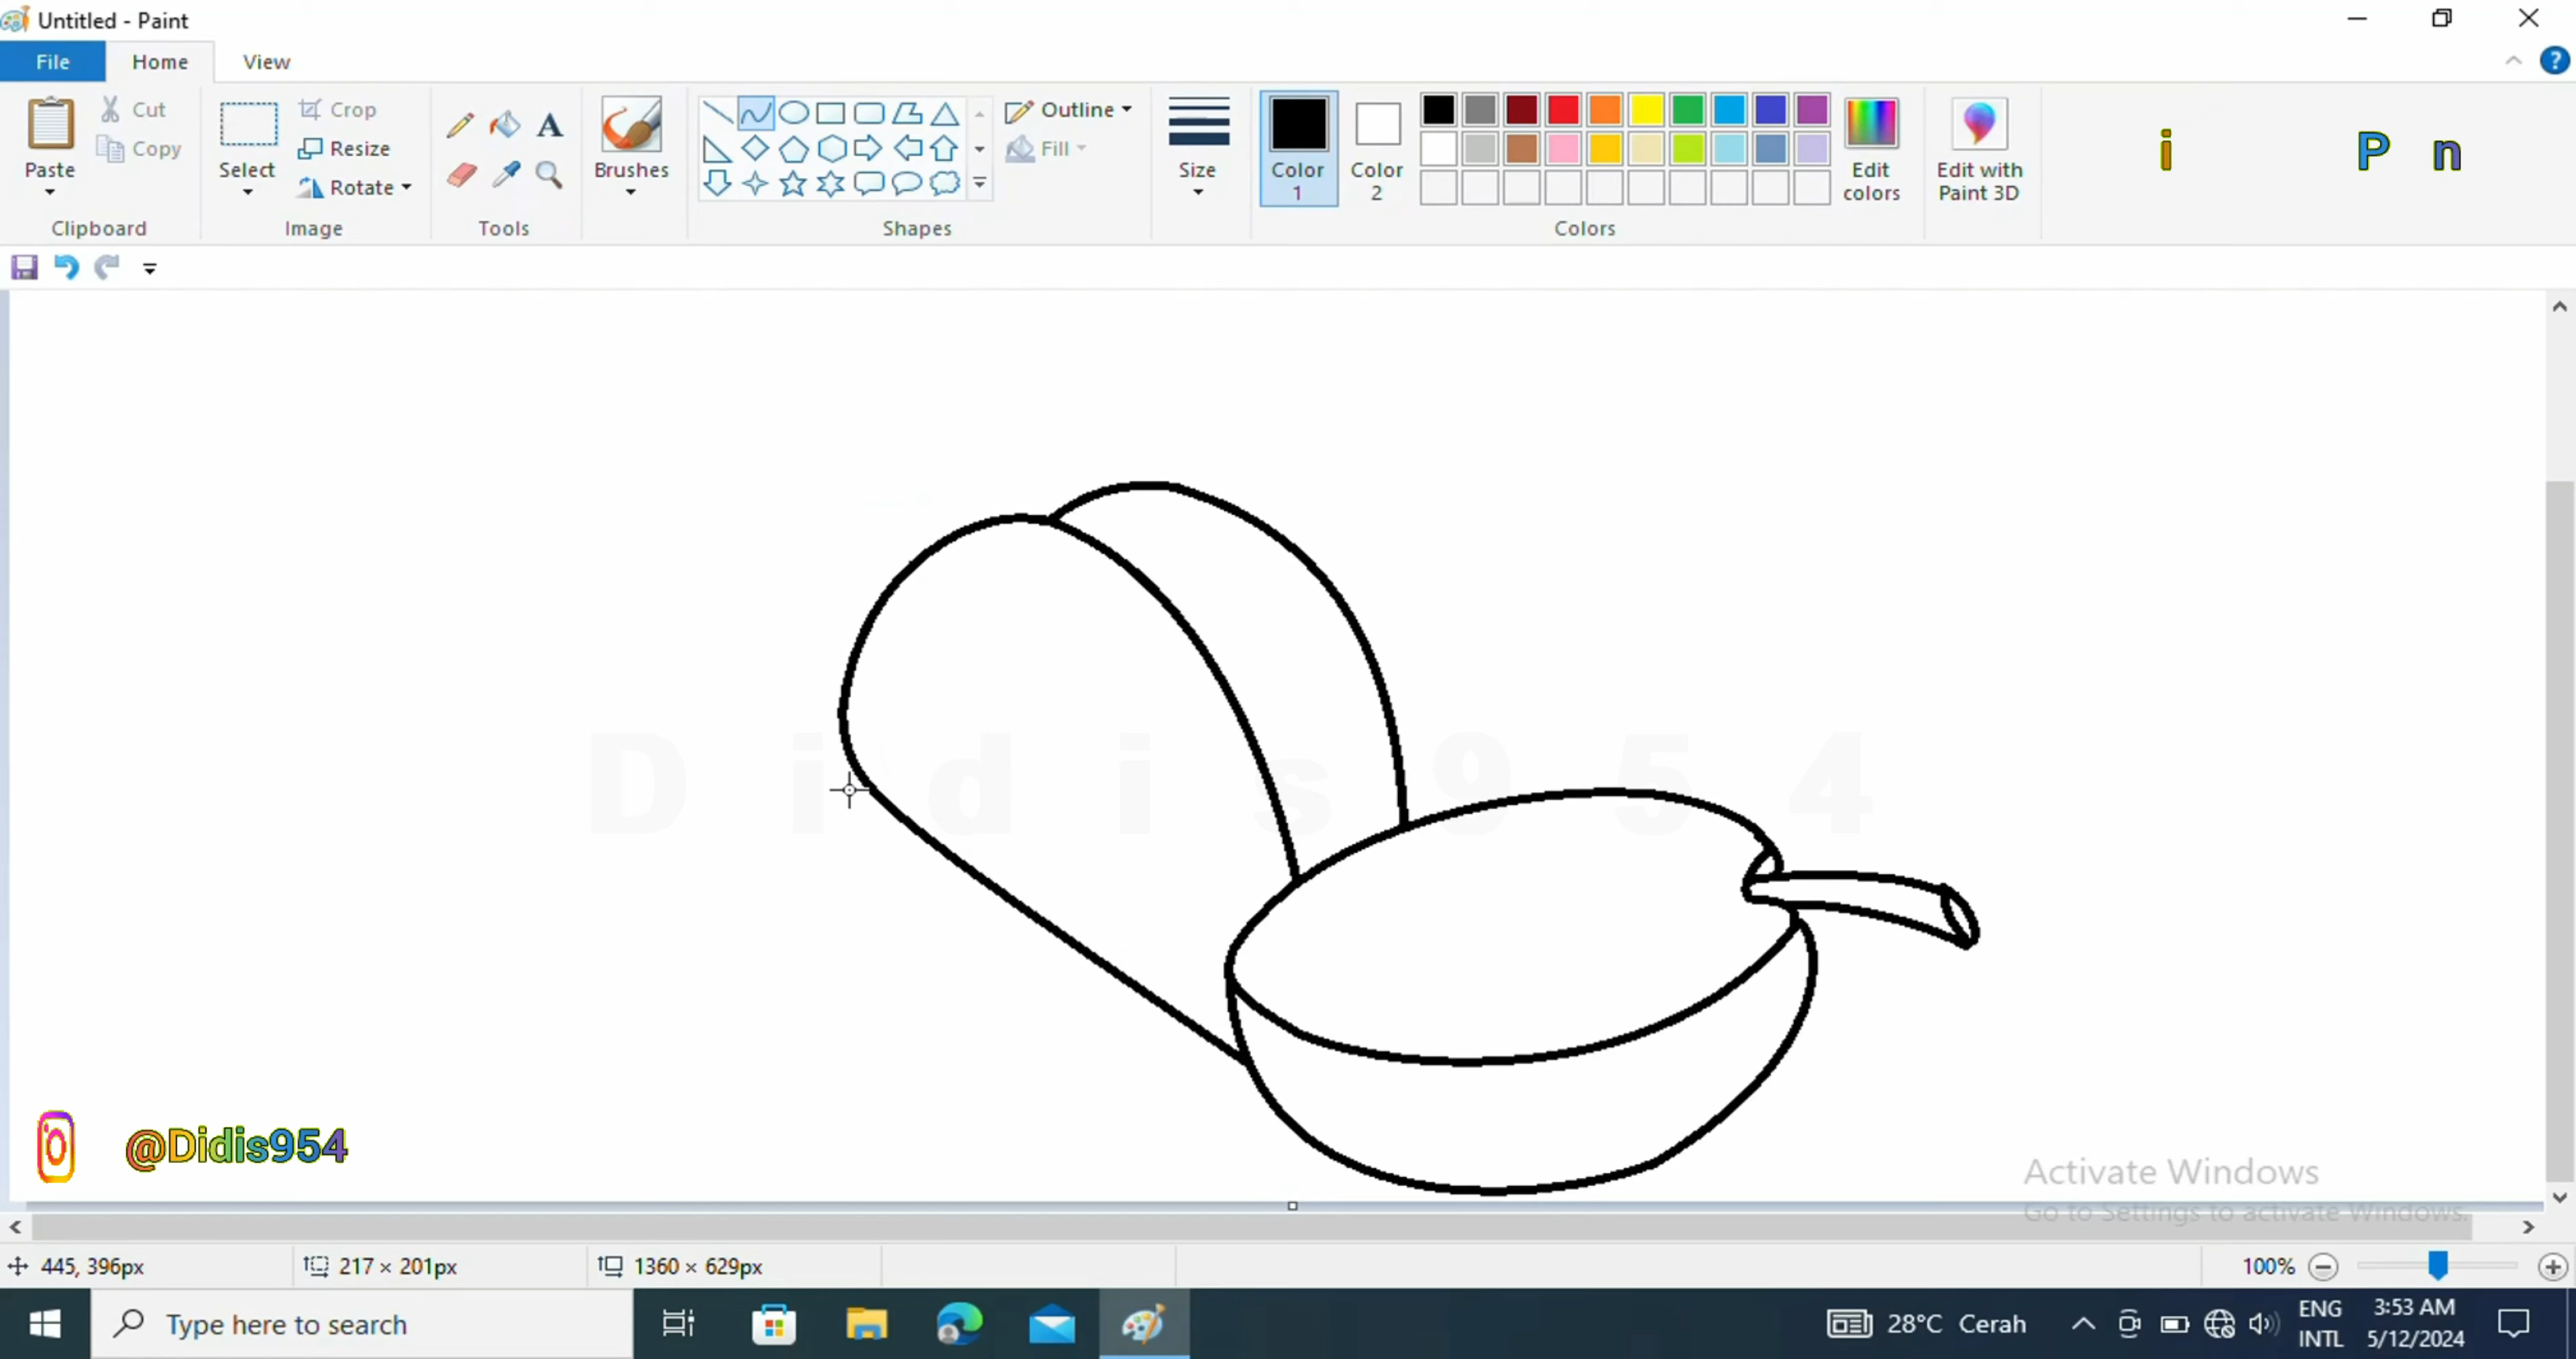 Untitled - Paint
File Home View
Paste
Cut
Copy
Clipboard
Select
Crop
Resize
Rotate
Image
A
Tools
Brushes
Outline
Fill
Shapes
Size
Color 1
Color 2
Edit colors
Colors
Edit with Paint 3D
i P n
Didis954
@Didis954
Activate Windows
Go to Settings to activate Windows.
445, 396px 217 × 201px 1360 × 629px 100%
Type here to search
28°C Cerah
ENG
INTL
3:53 AM
5/12/2024